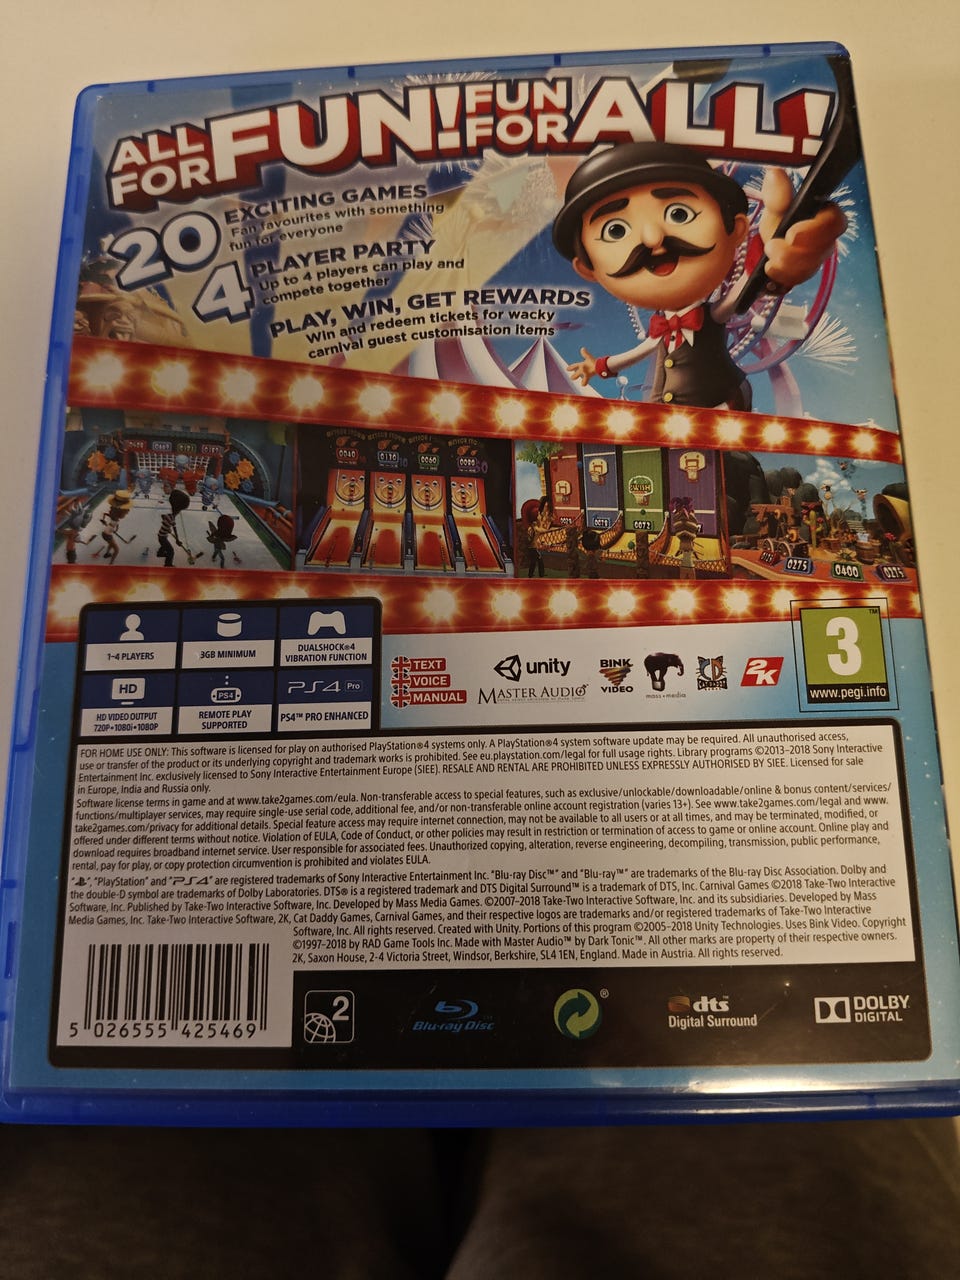 ALL FOR FUN! FUN FOR ALL!
20 EXCITING GAMES
Fan favourites with something
fun for everyone
4 PLAYER PARTY
Up to 4 players can play and
compete together
PLAY, WIN, GET REWARDS
Win and redeem tickets for wacky
carnival guest customisation items
0040
0130
0060
0080
0072
0275
0400
1-4 PLAYERS
3GB MINIMUM
DUALSHOCK®4
VIBRATION FUNCTION
HD
HD VIDEO OUTPUT
720P•1080i•1080P
PS4
REMOTE PLAY
SUPPORTED
PS4 Pro
PS4™ PRO ENHANCED
TEXT
VOICE
MANUAL
unity
MASTER AUDIO
BINK
VIDEO
mass•media
2K
3
™
www.pegi.info
FOR HOME USE ONLY: This software is licensed for play on authorised PlayStation®4 systems only. A PlayStation®4 system software update may be required. All unauthorised access,
use or transfer of the product or its underlying copyright and trademark works is prohibited. See eu.playstation.com/legal for full usage rights. Library programs ©2013-2018 Sony Interactive
Entertainment Inc. exclusively licensed to Sony Interactive Entertainment Europe (SIEE). RESALE AND RENTAL ARE PROHIBITED UNLESS EXPRESSLY AUTHORISED BY SIEE. Licensed for sale
in Europe, India and Russia only.
Software license terms in game and at www.take2games.com/eula. Non-transferable access to special features, such as exclusive/unlockable/downloadable/online & bonus content/services/
functions/multiplayer services, may require single-use serial code, additional fee, and/or non-transferable online account registration (varies 13+). See www.take2games.com/legal and www.
take2games.com/privacy for additional details. Special feature access may require internet connection, may not be available to all users or at all times, and may be terminated, modified, or
offered under different terms without notice. Violation of EULA, Code of Conduct, or other policies may result in restriction or termination of access to game or online account. Online play and
download requires broadband internet service. User responsible for associated fees. Unauthorized copying, alteration, reverse engineering, decompiling, transmission, public performance,
rental, pay for play, or copy protection circumvention is prohibited and violates EULA.
"PlayStation" and "PS4" are registered trademarks of Sony Interactive Entertainment Inc. "Blu-ray Disc™" and "Blu-ray™" are trademarks of the Blu-ray Disc Association. Dolby and
the double-D symbol are trademarks of Dolby Laboratories. DTS® is a registered trademark and DTS Digital Surround™ is a trademark of DTS, Inc. Carnival Games ©2018 Take-Two Interactive
Software, Inc. Published by Take-Two Interactive Software, Inc. Developed by Mass Media Games. ©2007-2018 Take-Two Interactive Software, Inc. and its subsidiaries. Developed by Mass
Media Games, Inc. Take-Two Interactive Software, 2K, Cat Daddy Games, Carnival Games, and their respective logos are trademarks and/or registered trademarks of Take-Two Interactive
Software, Inc. All rights reserved. Created with Unity. Portions of this program ©2005-2018 Unity Technologies. Uses Bink Video. Copyright
©1997-2018 by RAD Game Tools Inc. Made with Master Audio™ by Dark Tonic™. All other marks are property of their respective owners.
2K, Saxon House, 2-4 Victoria Street, Windsor, Berkshire, SL4 1EN, England. Made in Austria. All rights reserved.
5 026555 425469
2
Blu-ray Disc
®
dts
Digital Surround
DOLBY
DIGITAL